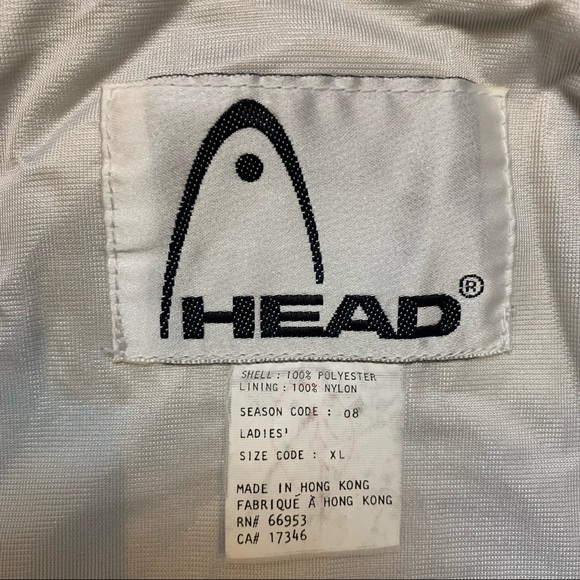 HEAD®
SHELL : 100% POLYESTER
LINING : 100% NYLON
SEASON CODE : 08
LADIES'
SIZE CODE : XL
MADE IN HONG KONG
FABRIQUÉ À HONG KONG
RN# 66953
CA# 17346